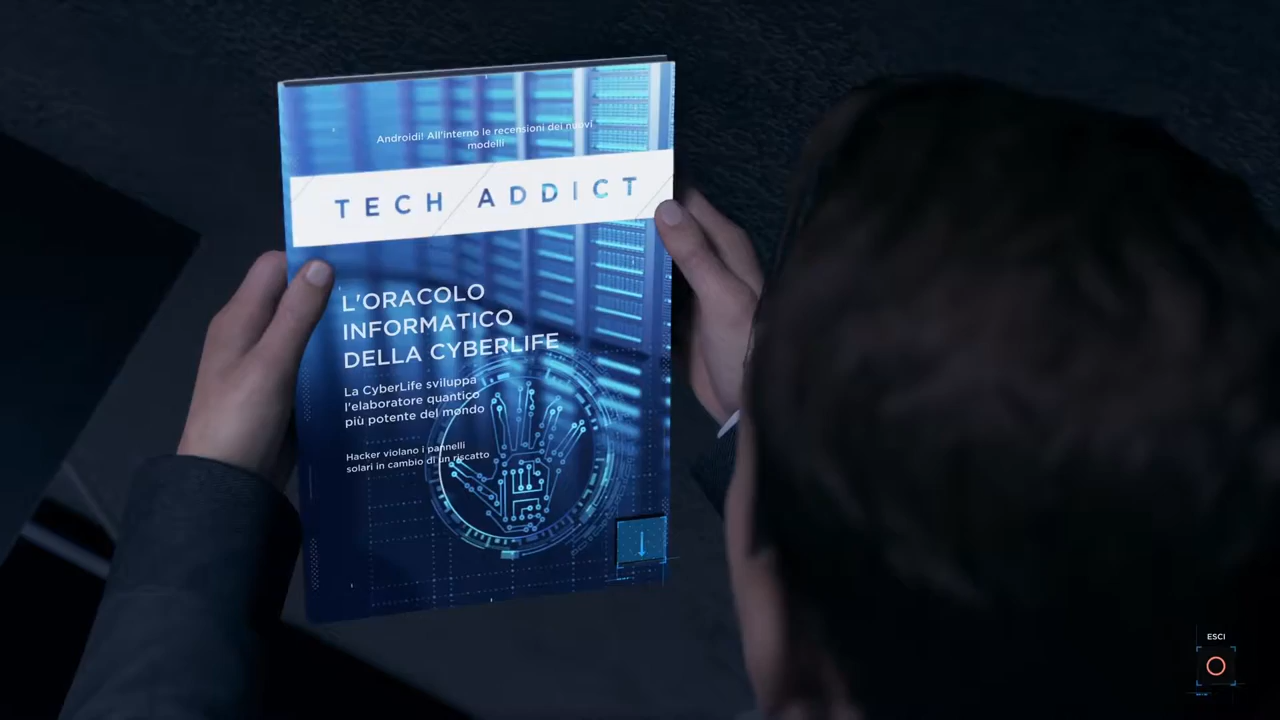 Androidi! All'interno le recensioni dei nuovi
modelli
TECH ADDICT
L'ORACOLO
INFORMATICO
DELLA CYBERLIFE
La CyberLife sviluppa
l'elaboratore quantico
più potente del mondo
Hacker violano i pannelli
solari in cambio di un riscatto
ESCI